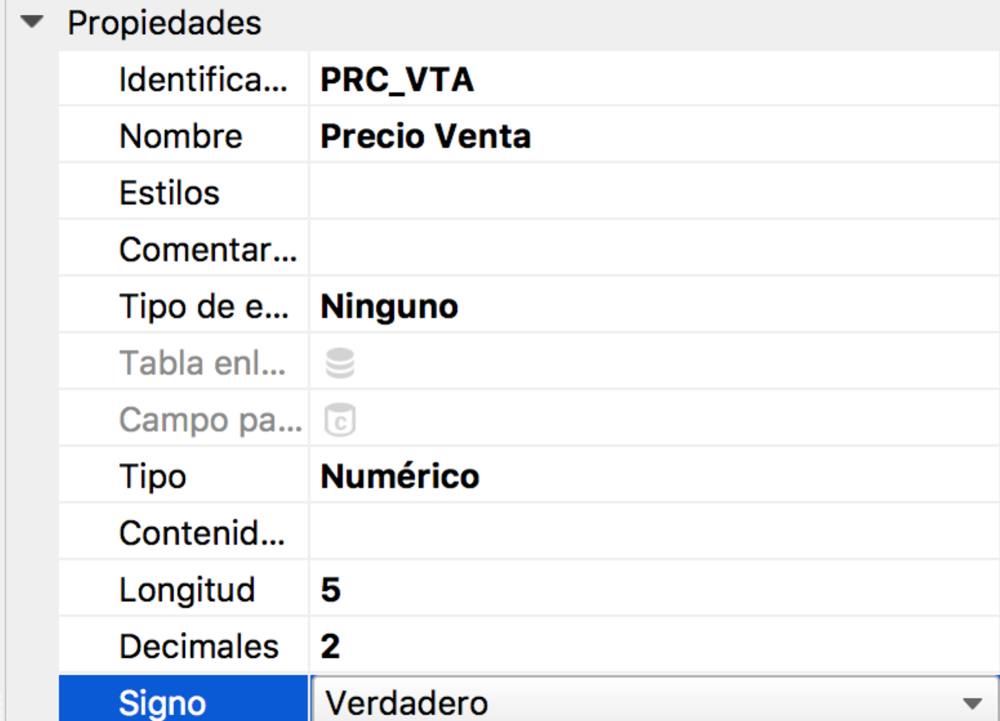 Propiedades
Identifica... PRC_VTA
Nombre Precio Venta
Estilos
Comentar...
Tipo de e... Ninguno
Tabla enl...
Campo pa... c
Tipo Numérico
Contenid...
Longitud 5
Decimales 2
Signo Verdadero